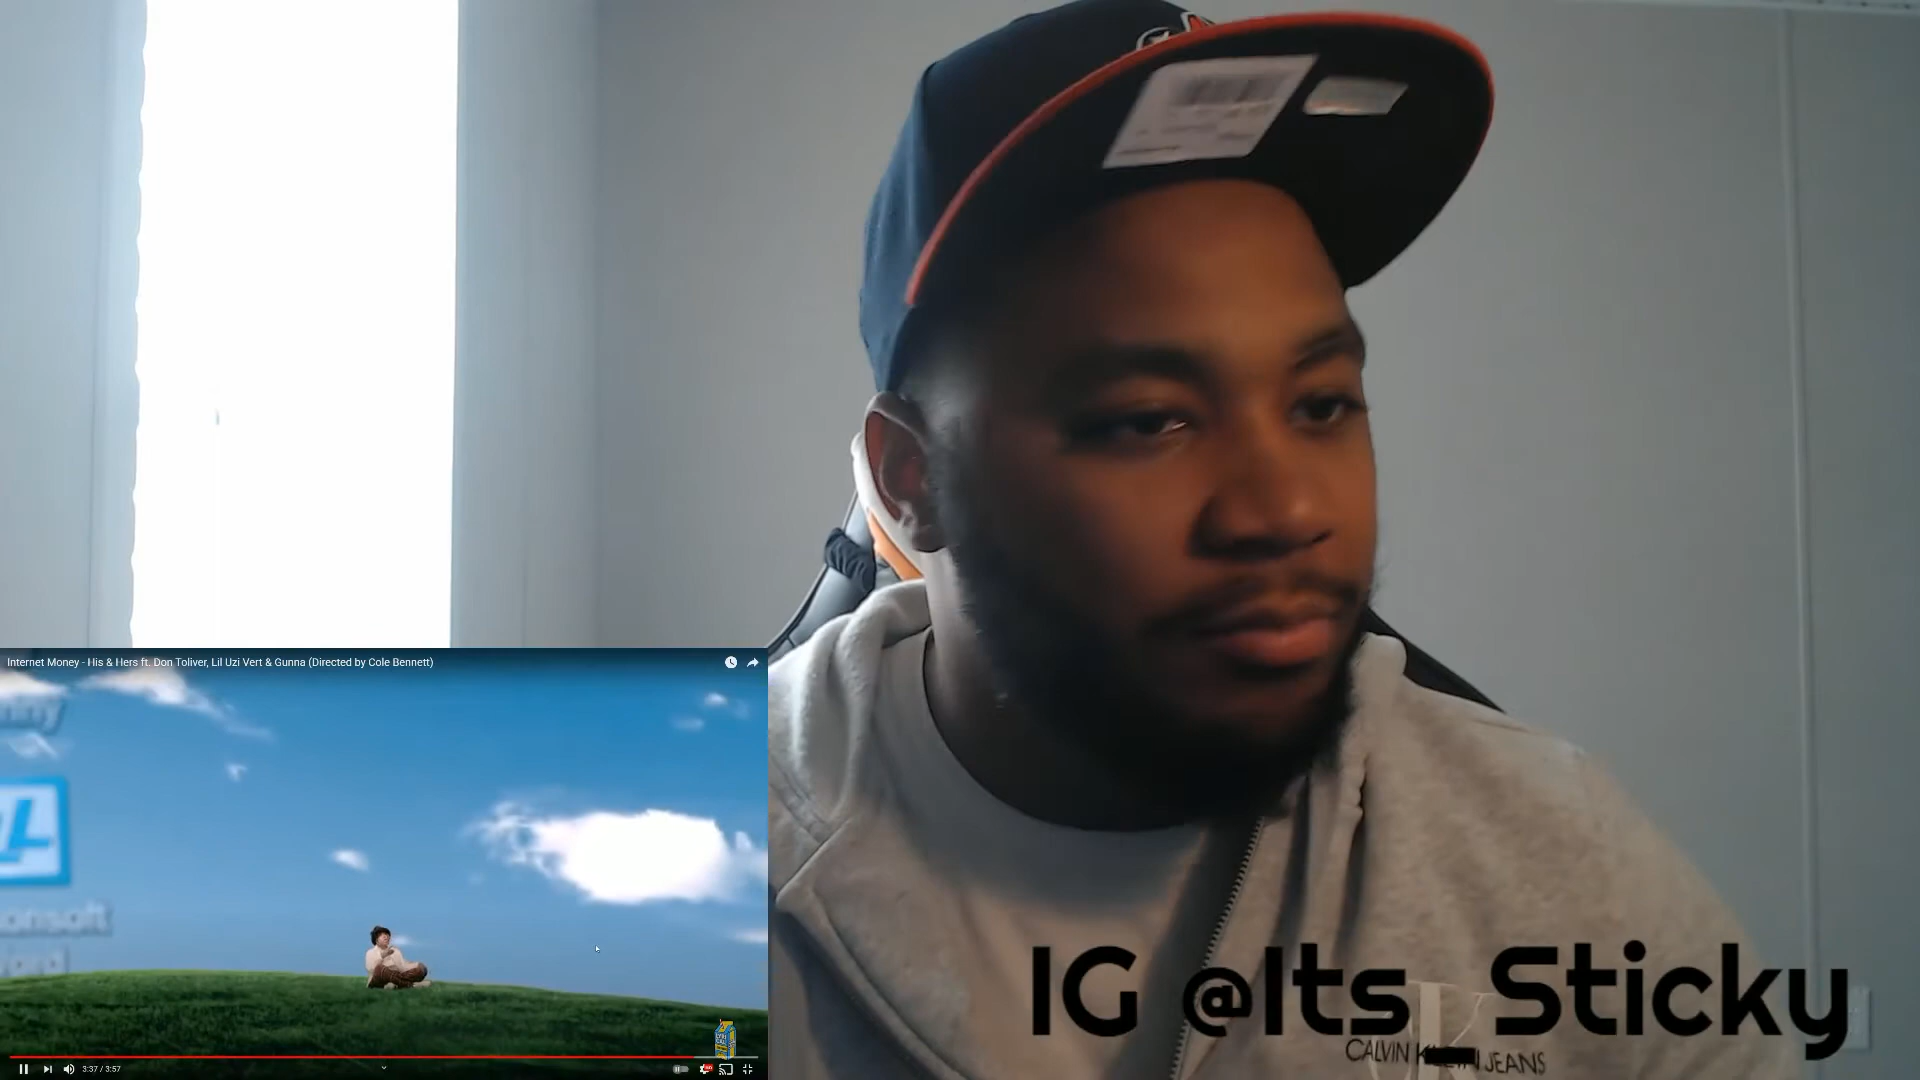 Internet Money - His & Hers ft. Don Toliver, Lil Uzi Vert & Gunna (Directed by Cole Bennett)
3:37 / 3:57
IG @Its_Sticky
CALVIN K JEANS